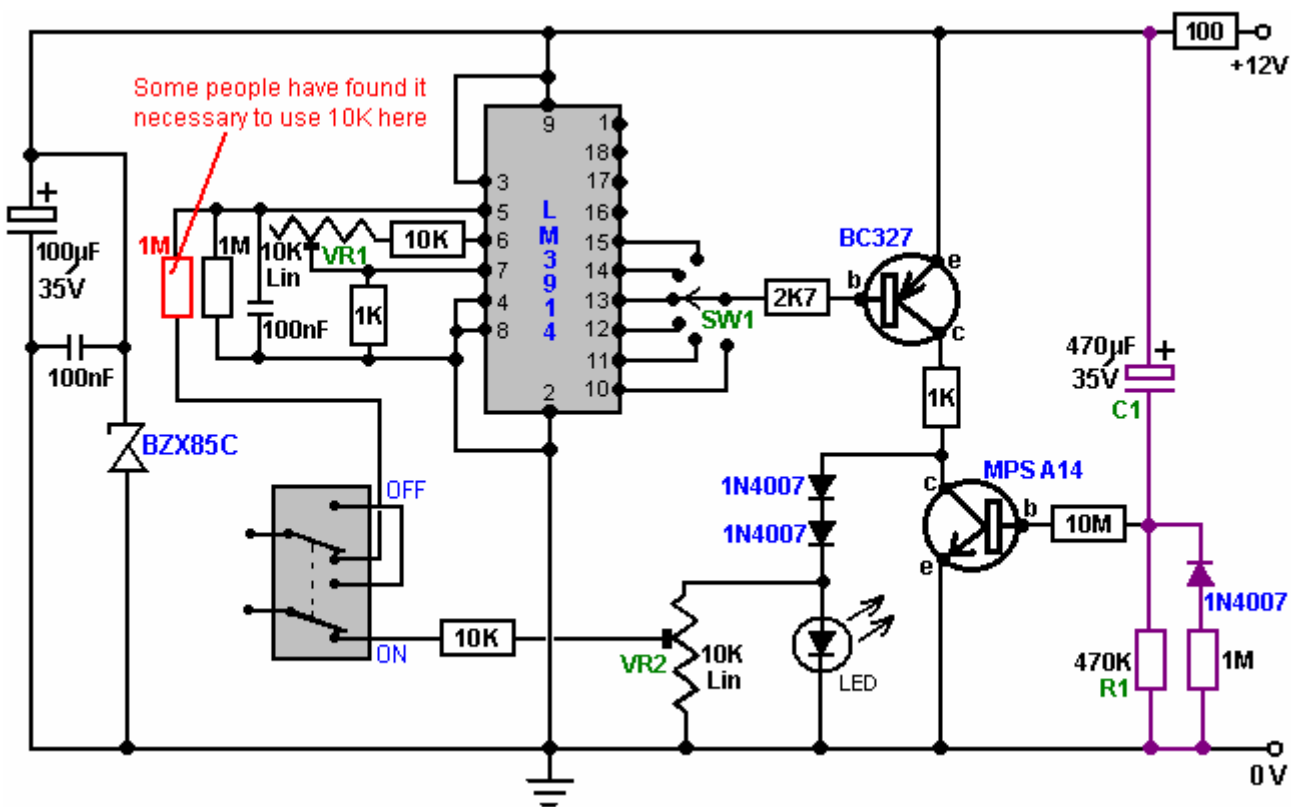 100
+12V
Some people have found it
necessary to use 10K here
9
1
18
17
16
15
14
13
12
11
10
3
5
6
7
4
8
2
L
M
3
9
1
4
+
100µF
35V
1M
1M
10K
Lin
VR1
10K
100nF
1K
100nF
SW1
2K7
BC327
b
e
c
1K
470µF
35V
+
C1
BZX85C
OFF
ON
1N4007
1N4007
MPSA14
c
b
e
10M
1N4007
10K
VR2
10K
Lin
LED
470K
R1
1M
0V